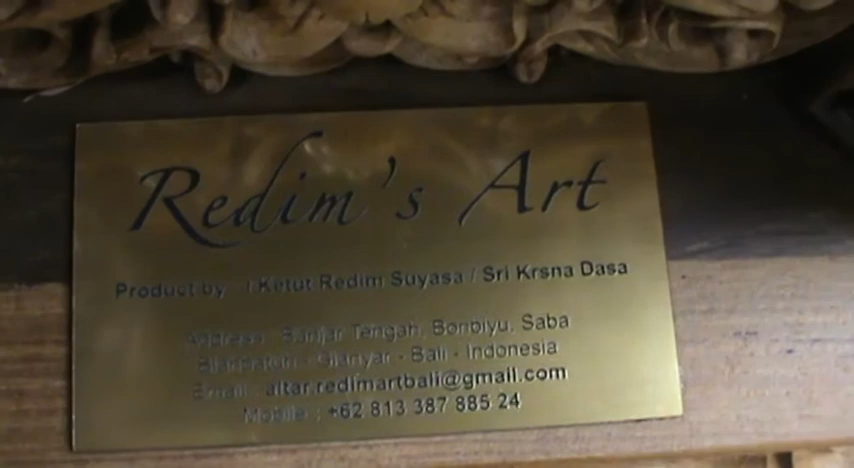 Redim's Art
Product by : I Ketut Redim Suyasa / Sri Krsna Dasa
Address : Banjar Tengah, Bonbiyu, Saba
Blahbatuh - Gianyar - Bali - Indonesia
Email : altar.redimartbali@gmail.com
Mobile : +62 813 387 885 24